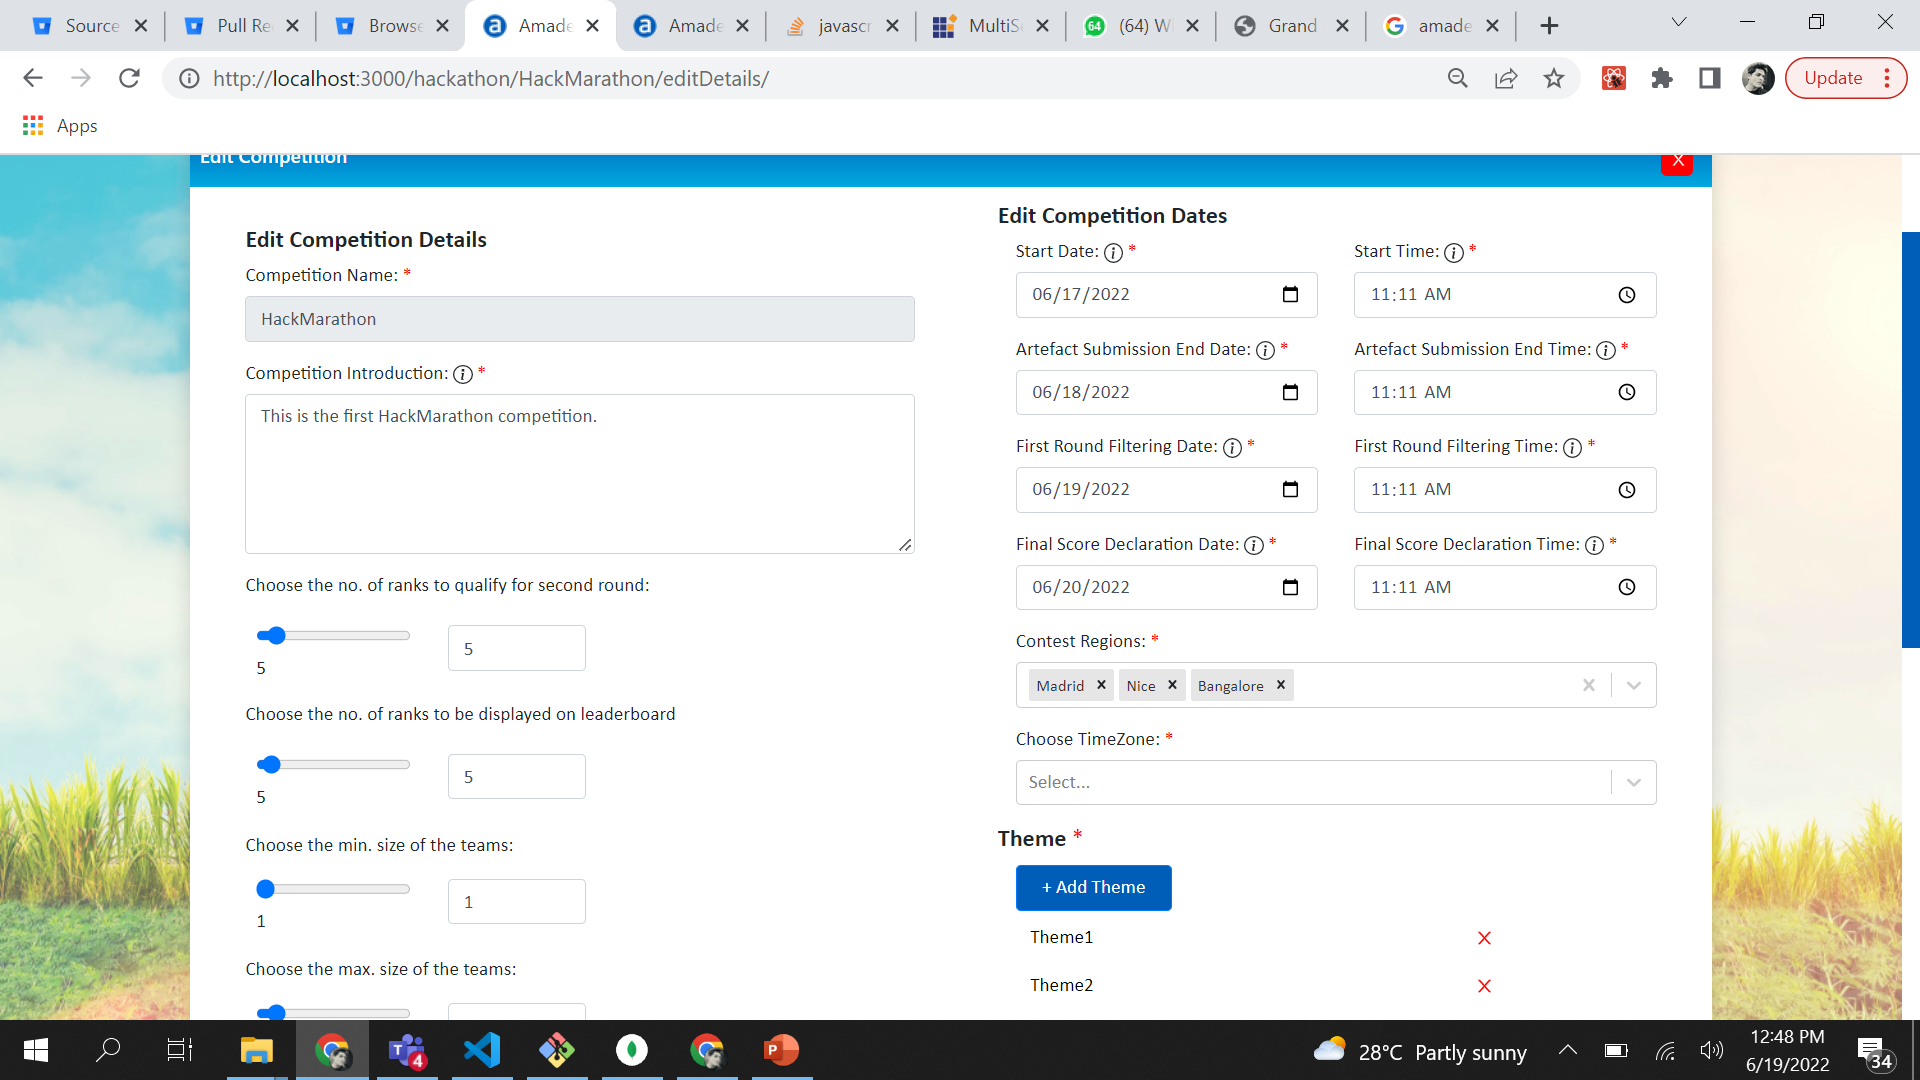 Source
Pull Re
Browse
Amade
Amade
javascr
MultiSe
(64) W
Grand
amade
http://localhost:3000/hackathon/HackMarathon/editDetails/
Update
Apps
Edit Competition
X
Edit Competition Details
Competition Name: *
HackMarathon
Competition Introduction: i *
This is the first HackMarathon competition.
Choose the no. of ranks to qualify for second round:
5
5
Choose the no. of ranks to be displayed on leaderboard
5
5
Choose the min. size of the teams:
1
1
Choose the max. size of the teams:
Edit Competition Dates
Start Date: i *
Start Time: i *
06/17/2022
11:11 AM
Artefact Submission End Date: i *
Artefact Submission End Time: i *
06/18/2022
11:11 AM
First Round Filtering Date: i *
First Round Filtering Time: i *
06/19/2022
11:11 AM
Final Score Declaration Date: i *
Final Score Declaration Time: i *
06/20/2022
11:11 AM
Contest Regions: *
Madrid × Nice × Bangalore ×
Choose TimeZone: *
Select...
Theme *
+ Add Theme
Theme1 X
Theme2 X
4
28°C Partly sunny
12:48 PM
6/19/2022
34